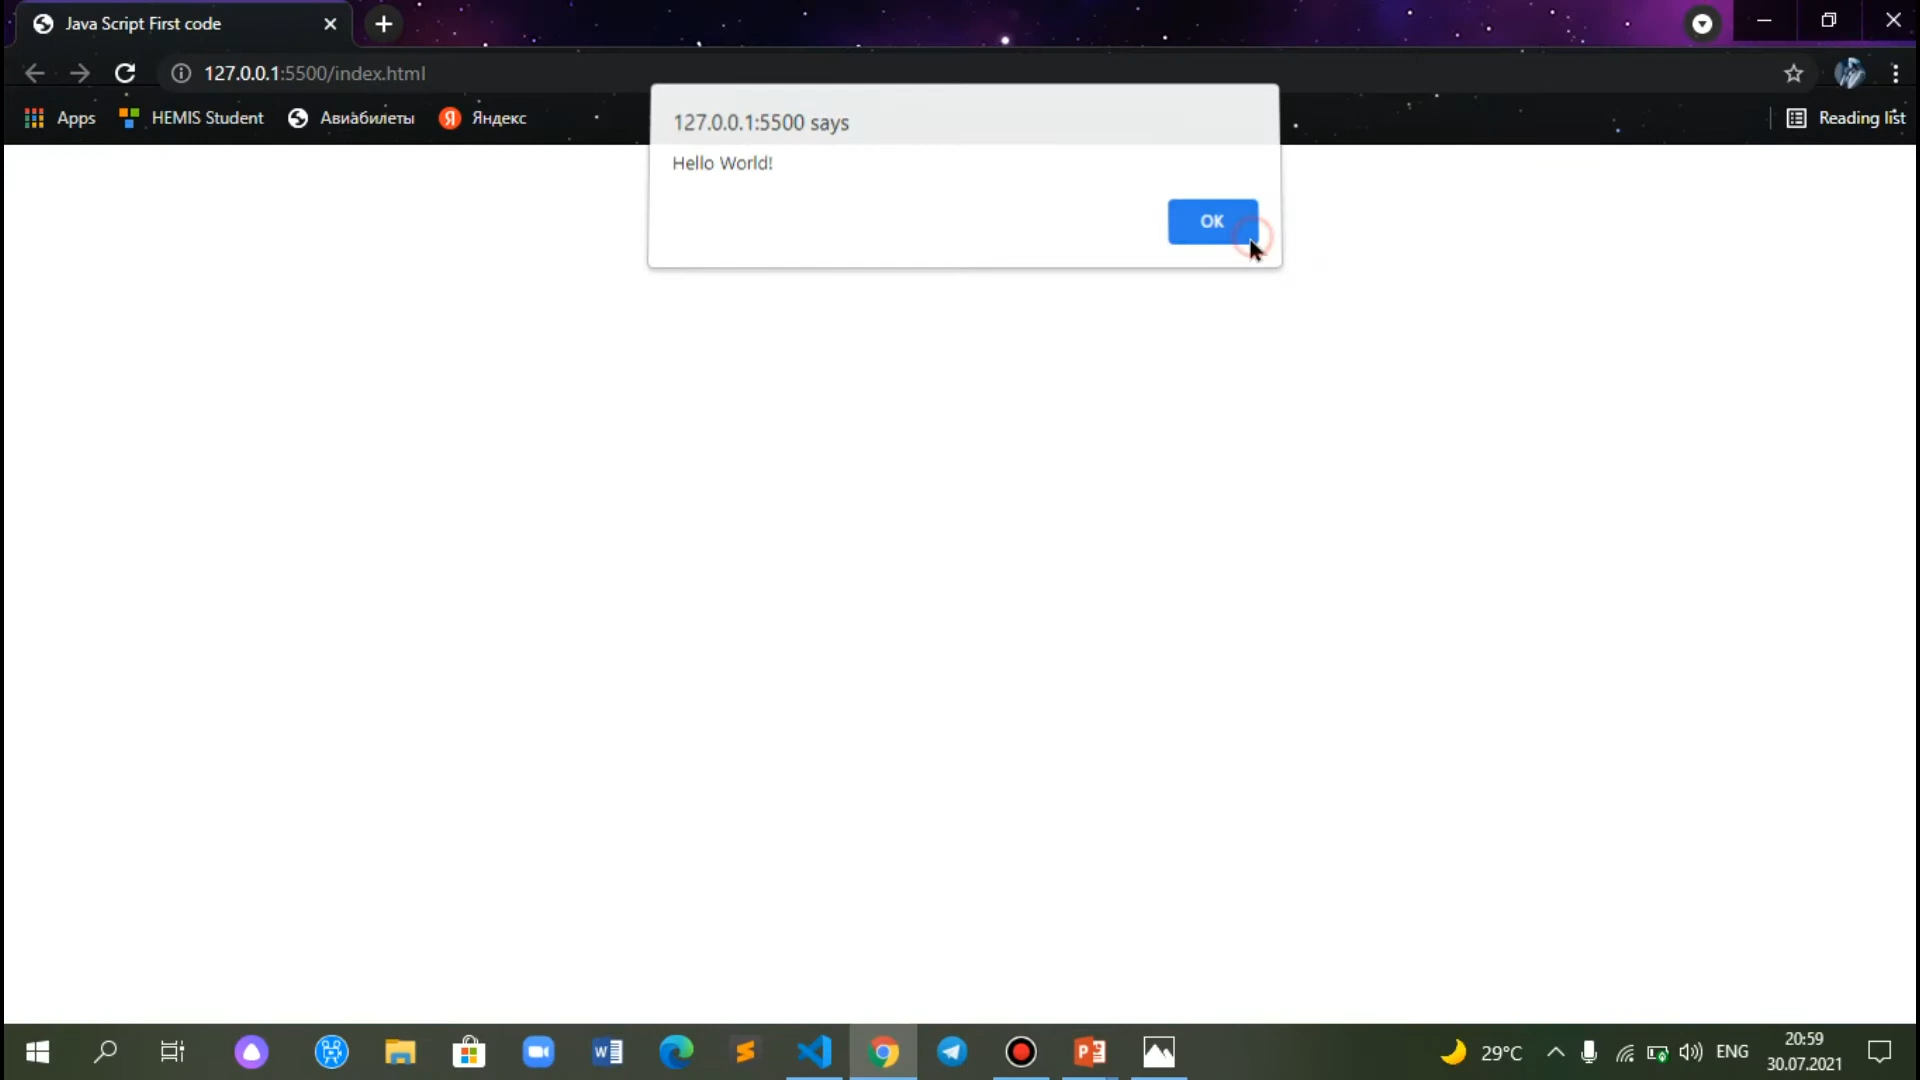 Java Script First code
127.0.0.1:5500/index.html
Apps
HEMIS Student
Авиабилеты
Я
Яндекс
Reading list
127.0.0.1:5500 says
Hello World!
OK
29°C
ENG
20:59
30.07.2021